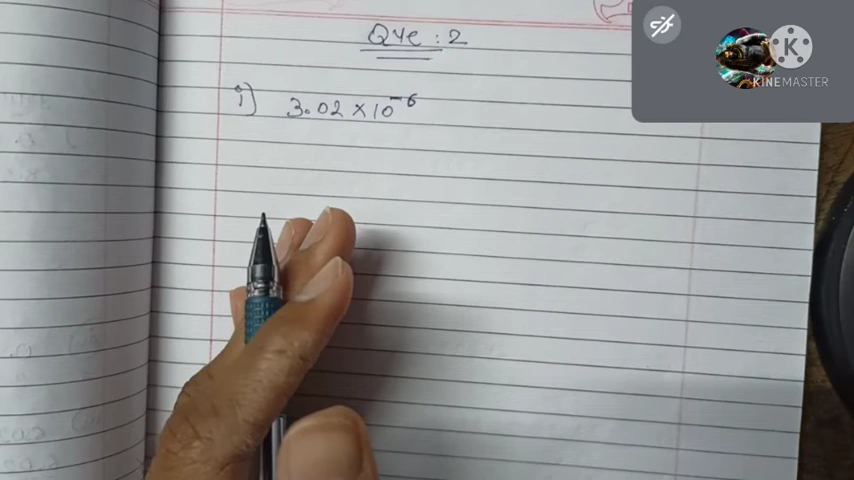 Que : 2
i) 3.02 × 10⁻⁶
K
KINEMASTER